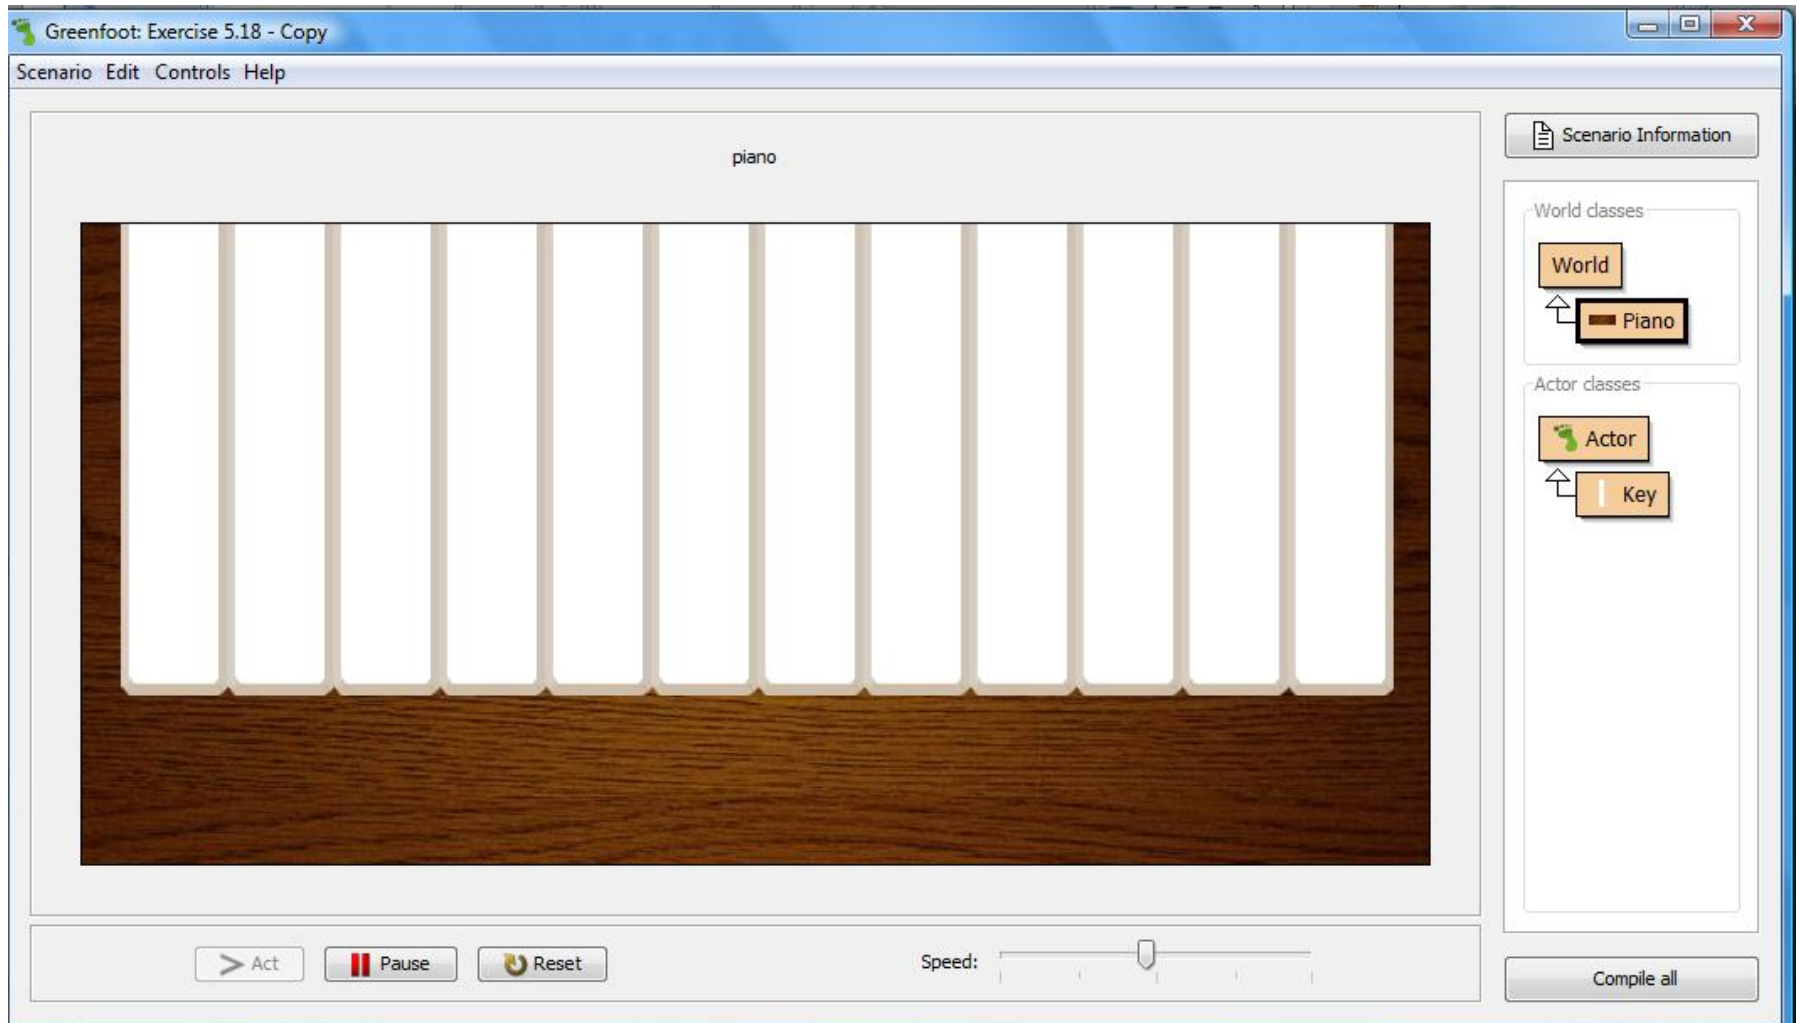 Greenfoot: Exercise 5.18 - Copy
Scenario Edit Controls Help
piano
Scenario Information
World classes
World
Piano
Actor classes
Actor
Key
Act
Pause
Reset
Speed:
Compile all